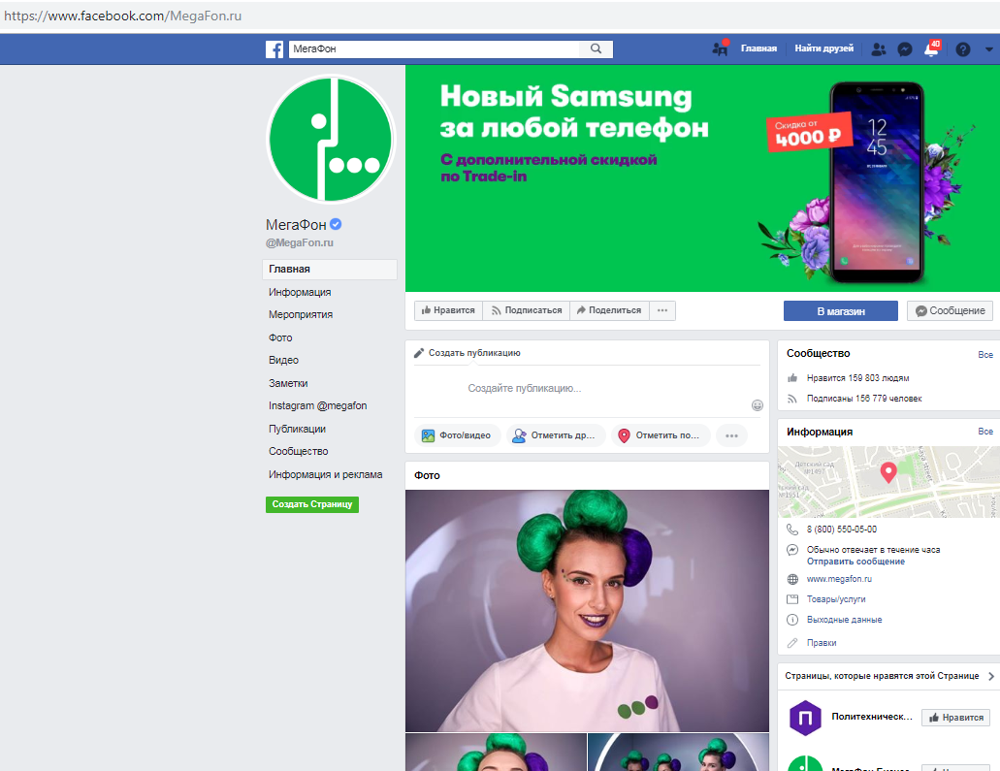 https://www.facebook.com/MegaFon.ru
МегаФон
Главная
Найти друзей
40
Новый Samsung
за любой телефон
С дополнительной скидкой
по Trade-in
Скидка от
4000 ₽
12
45
МегаФон
@MegaFon.ru
Главная
Информация
Мероприятия
Фото
Видео
Заметки
Instagram @megafon
Публикации
Сообщество
Информация и реклама
Создать Страницу
Нравится
Подписаться
Поделиться
В магазин
Сообщение
Создать публикацию
Создайте публикацию...
Фото/видео
Отметить др...
Отметить по...
Фото
Сообщество
Все
Нравится 159 803 людям
Подписаны 156 779 человек
Информация
Все
Детский сад
№1457
№1951
8 (800) 550-05-00
Обычно отвечает в течение часа
Отправить сообщение
www.megafon.ru
Товары/услуги
Выходные данные
Правки
Страницы, которые нравятся этой Странице
П
Политехническ...
Нравится